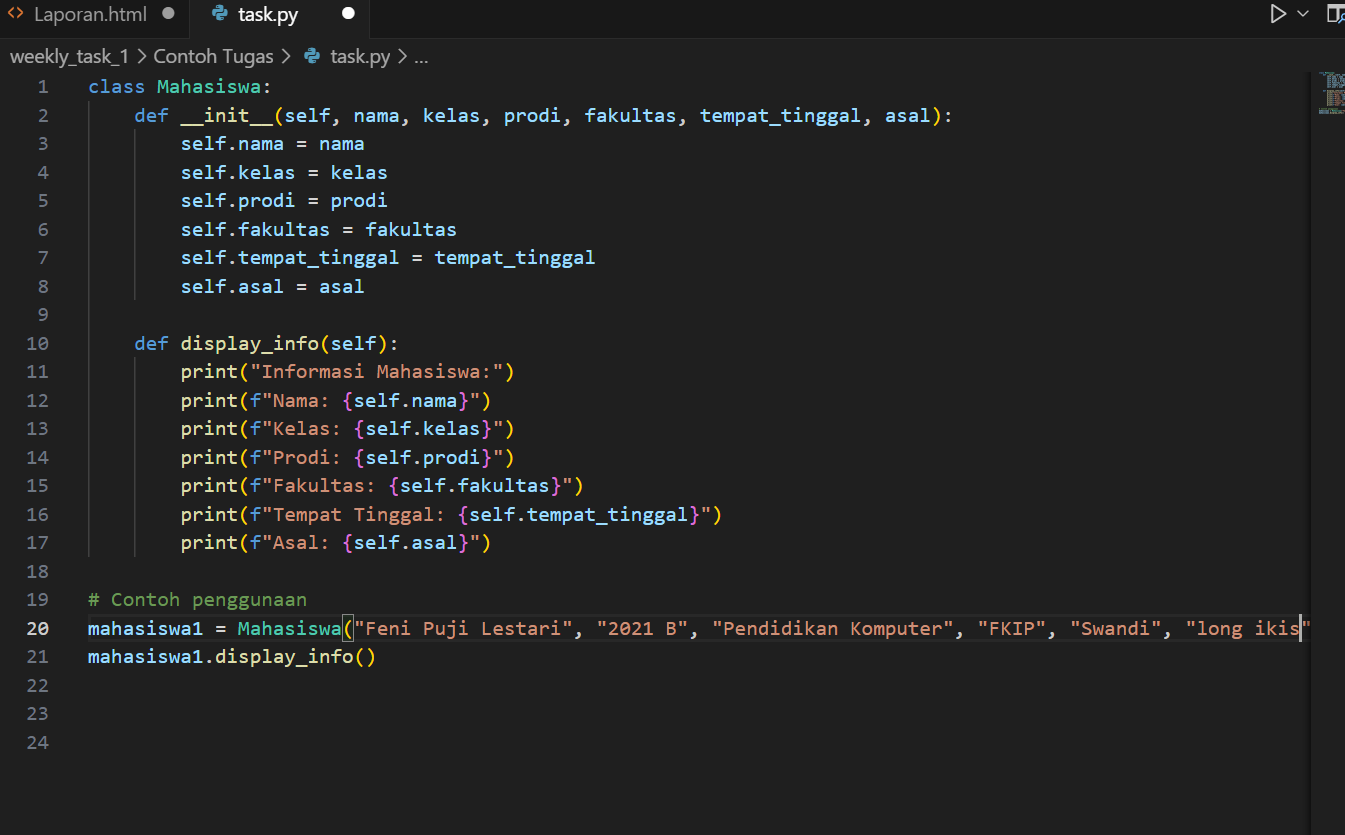 Laporan.html task.py
weekly_task_1 > Contoh Tugas > task.py > ...
1 class Mahasiswa:
2     def __init__(self, nama, kelas, prodi, fakultas, tempat_tinggal, asal):
3         self.nama = nama
4         self.kelas = kelas
5         self.prodi = prodi
6         self.fakultas = fakultas
7         self.tempat_tinggal = tempat_tinggal
8         self.asal = asal
9
10     def display_info(self):
11         print("Informasi Mahasiswa:")
12         print(f"Nama: {self.nama}")
13         print(f"Kelas: {self.kelas}")
14         print(f"Prodi: {self.prodi}")
15         print(f"Fakultas: {self.fakultas}")
16         print(f"Tempat Tinggal: {self.tempat_tinggal}")
17         print(f"Asal: {self.asal}")
18
19 # Contoh penggunaan
20 mahasiswa1 = Mahasiswa("Feni Puji Lestari", "2021 B", "Pendidikan Komputer", "FKIP", "Swandi", "long ikis"
21 mahasiswa1.display_info()
22
23
24